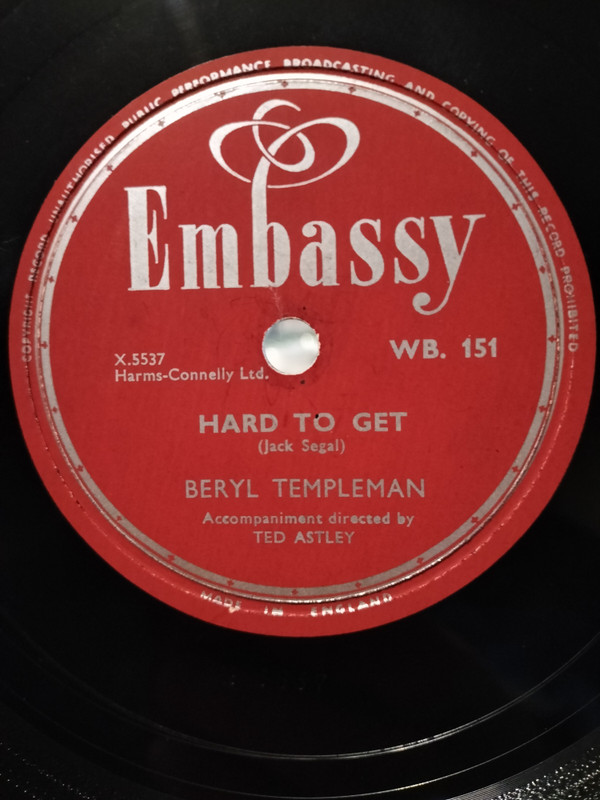 COPYRIGHT RECORD UNAUTHORISED PUBLIC PERFORMANCE BROADCASTING AND COPYING OF THIS RECORD PROHIBITED
Embassy
X.5537
WB. 151
Harms-Connelly Ltd.
HARD TO GET
(Jack Segal)
BERYL TEMPLEMAN
Accompaniment directed by
TED ASTLEY
MADE IN ENGLAND